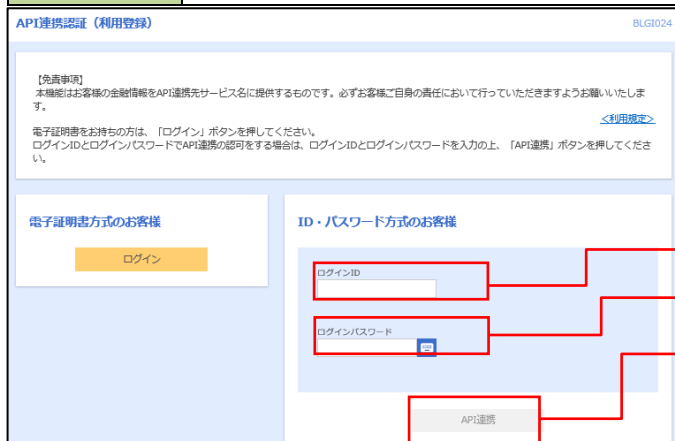 API連携認証（利用登録）
BLGI024
【免責事項】
本機能はお客様の金融情報をAPI連携先サービス名に提供するものです。必ずお客様ご自身の責任において行っていただきますようお願いいたしま
す。
<利用規定>
電子証明書をお持ちの方は、「ログイン」ボタンを押してください。
ログインIDとログインパスワードでAPI連携の認可をする場合は、ログインIDとログインパスワードを入力の上、「API連携」ボタンを押してくださ
い。
電子証明書方式のお客様
ログイン
ID・パスワード方式のお客様
ログインID
ログインパスワード
API連携